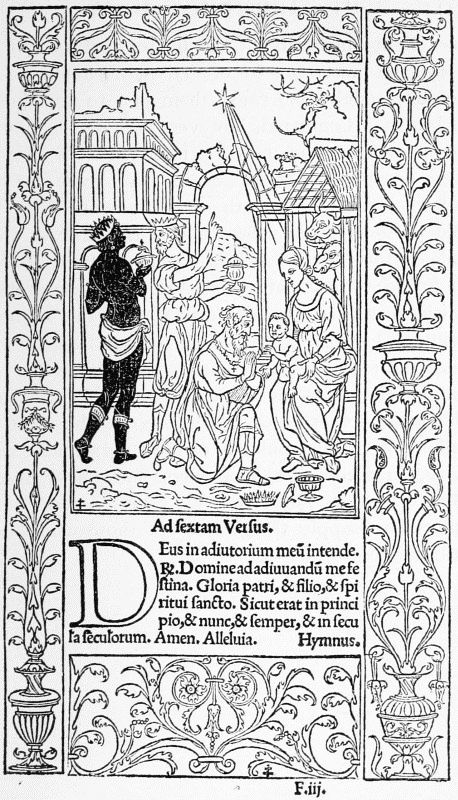 Ad sextam Versus.
DEus in adiutorium meũ intende.
℞. Domine ad adiuuandũ me fe
stina. Gloria patri, & filio, & spi
ritui sancto. Sicut erat in princi
pio, & nunc, & semper, & in secu
la seculorum. Amen. Alleluia. Hymnus.
F.iij.